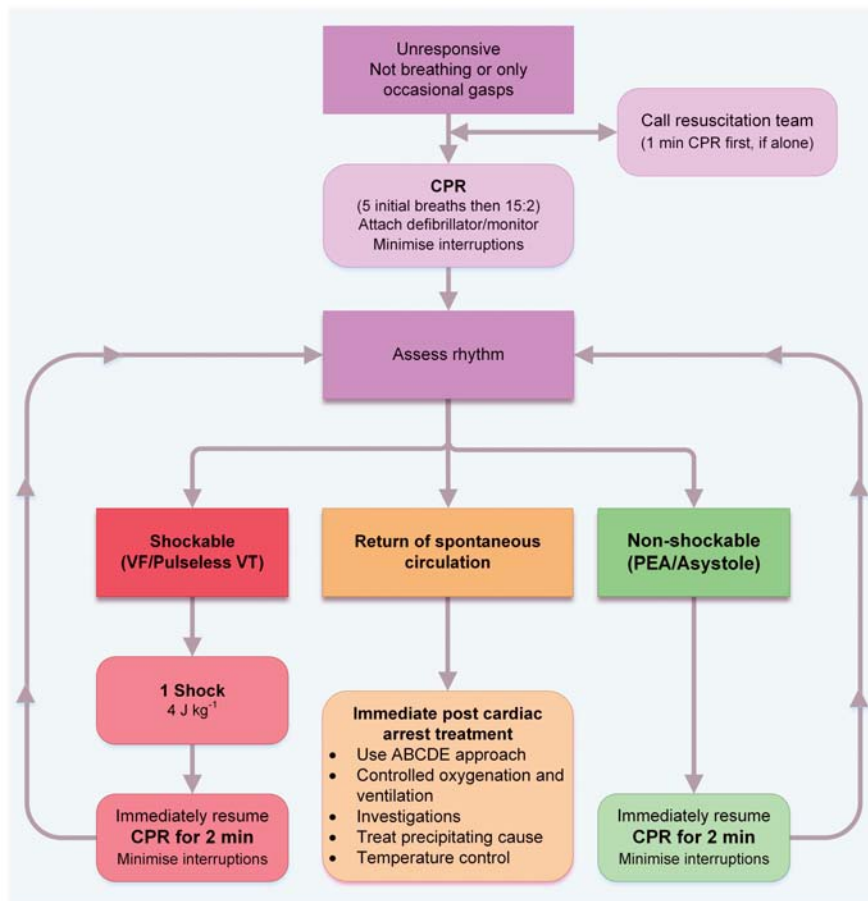 Unresponsive
Not breathing or only
occasional gasps
Call resuscitation team
(1 min CPR first, if alone)
CPR
(5 initial breaths then 15:2)
Attach defibrillator/monitor
Minimise interruptions
Assess rhythm
Shockable
(VF/Pulseless VT)
Return of spontaneous
circulation
Non-shockable
(PEA/Asystole)
1 Shock
4 J kg⁻¹
Immediately resume
CPR for 2 min
Minimise interruptions
Immediate post cardiac
arrest treatment
• Use ABCDE approach
• Controlled oxygenation and
ventilation
• Investigations
• Treat precipitating cause
• Temperature control
Immediately resume
CPR for 2 min
Minimise interruptions